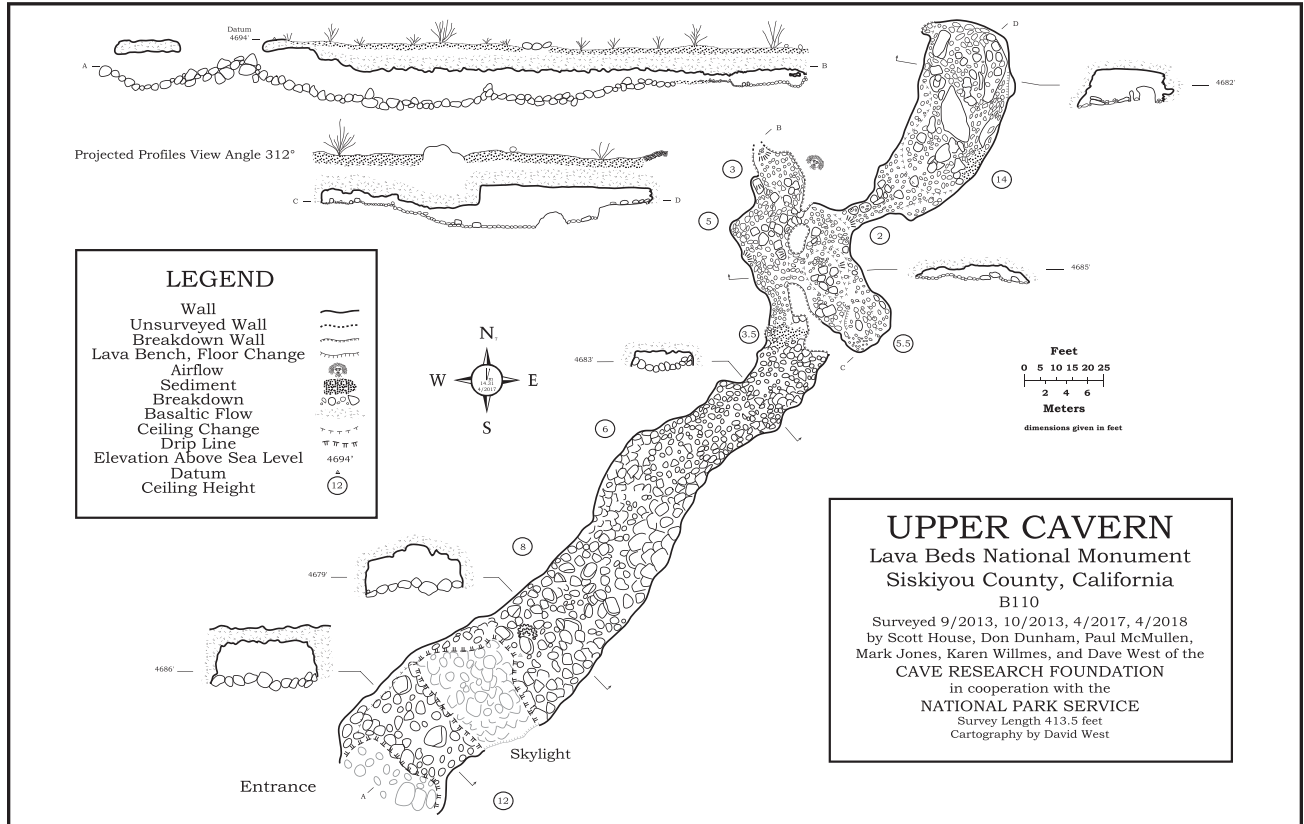 Datum
4694'
A
B
D
4682'
Projected Profiles View Angle 312°
C
D
B
3
5
14
2
4685'
LEGEND
Wall
Unsurveyed Wall
Breakdown Wall
Lava Bench, Floor Change
Airflow
Sediment
Breakdown
Basaltic Flow
Ceiling Change
Drip Line
Elevation Above Sea Level 4694'
Datum
Ceiling Height 12
N
W E
S
14.21
4/2017
3.5
5.5
4683'
C
Feet
0 5 10 15 20 25
2 4 6
Meters
dimensions given in feet
6
8
4679'
4686'
Skylight
Entrance
A
12
UPPER CAVERN
Lava Beds National Monument
Siskiyou County, California
B110
Surveyed 9/2013, 10/2013, 4/2017, 4/2018
by Scott House, Don Dunham, Paul McMullen,
Mark Jones, Karen Willmes, and Dave West of the
CAVE RESEARCH FOUNDATION
in cooperation with the
NATIONAL PARK SERVICE
Survey Length 413.5 feet
Cartography by David West